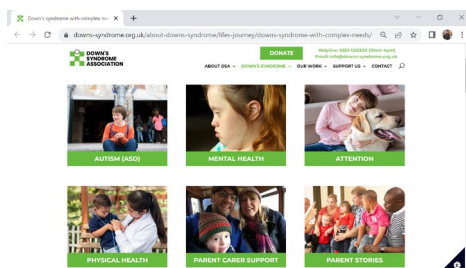 Down's syndrome with complex nee
downs-syndrome.org.uk/about-downs-syndrome/lifes-journey/downs-syndrome-with-complex-needs/
DOWN'S
SYNDROME
ASSOCIATION
DONATE
Helpline: 0333 1212300 (10am-4pm)
Email: info@downs-syndrome.org.uk
ABOUT DSA
DOWN'S SYNDROME
OUR WORK
SUPPORT US
CONTACT
AUTISM (ASD)
MENTAL HEALTH
ATTENTION
PHYSICAL HEALTH
PARENT CARER SUPPORT
PARENT STORIES